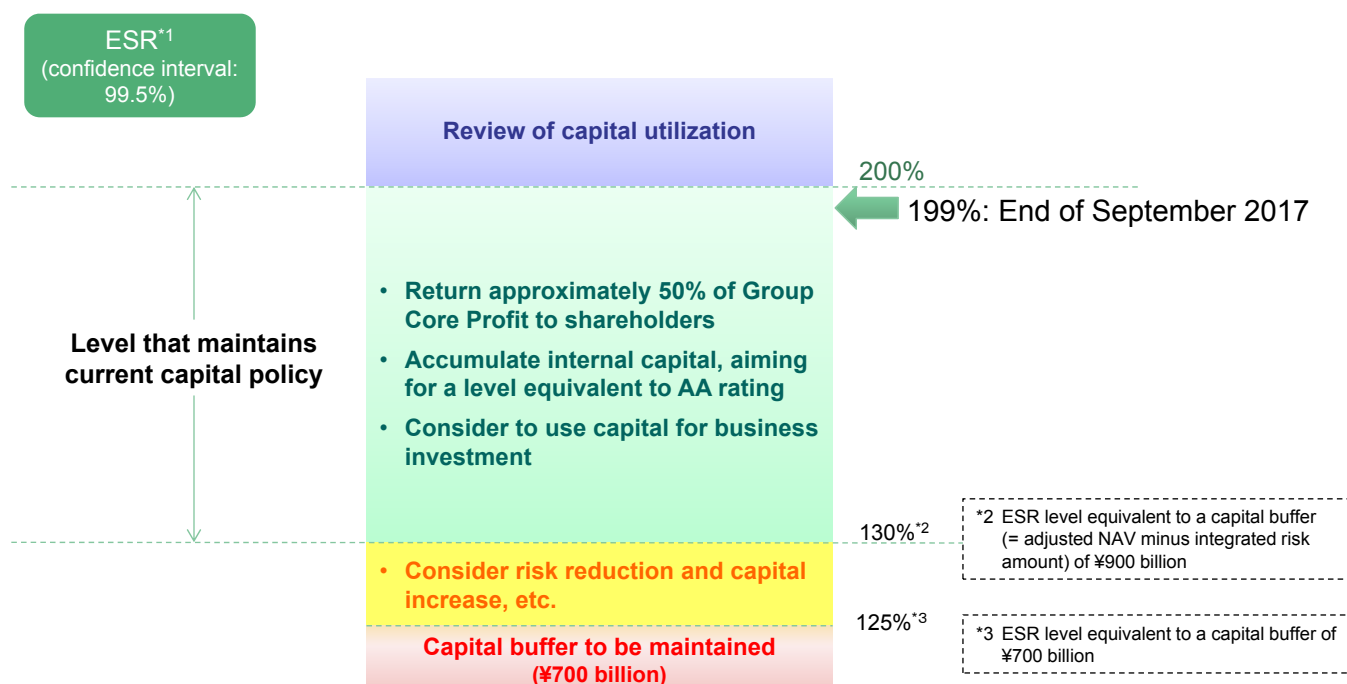 ESR*1
(confidence interval:
99.5%)
Review of capital utilization
200%
199%: End of September 2017
Level that maintains
current capital policy
• Return approximately 50% of Group
Core Profit to shareholders
• Accumulate internal capital, aiming
for a level equivalent to AA rating
• Consider to use capital for business
investment
130%*2
*2 ESR level equivalent to a capital buffer
(= adjusted NAV minus integrated risk
amount) of ¥900 billion
• Consider risk reduction and capital
increase, etc.
125%*3
*3 ESR level equivalent to a capital buffer of
¥700 billion
Capital buffer to be maintained
(¥700 billion)